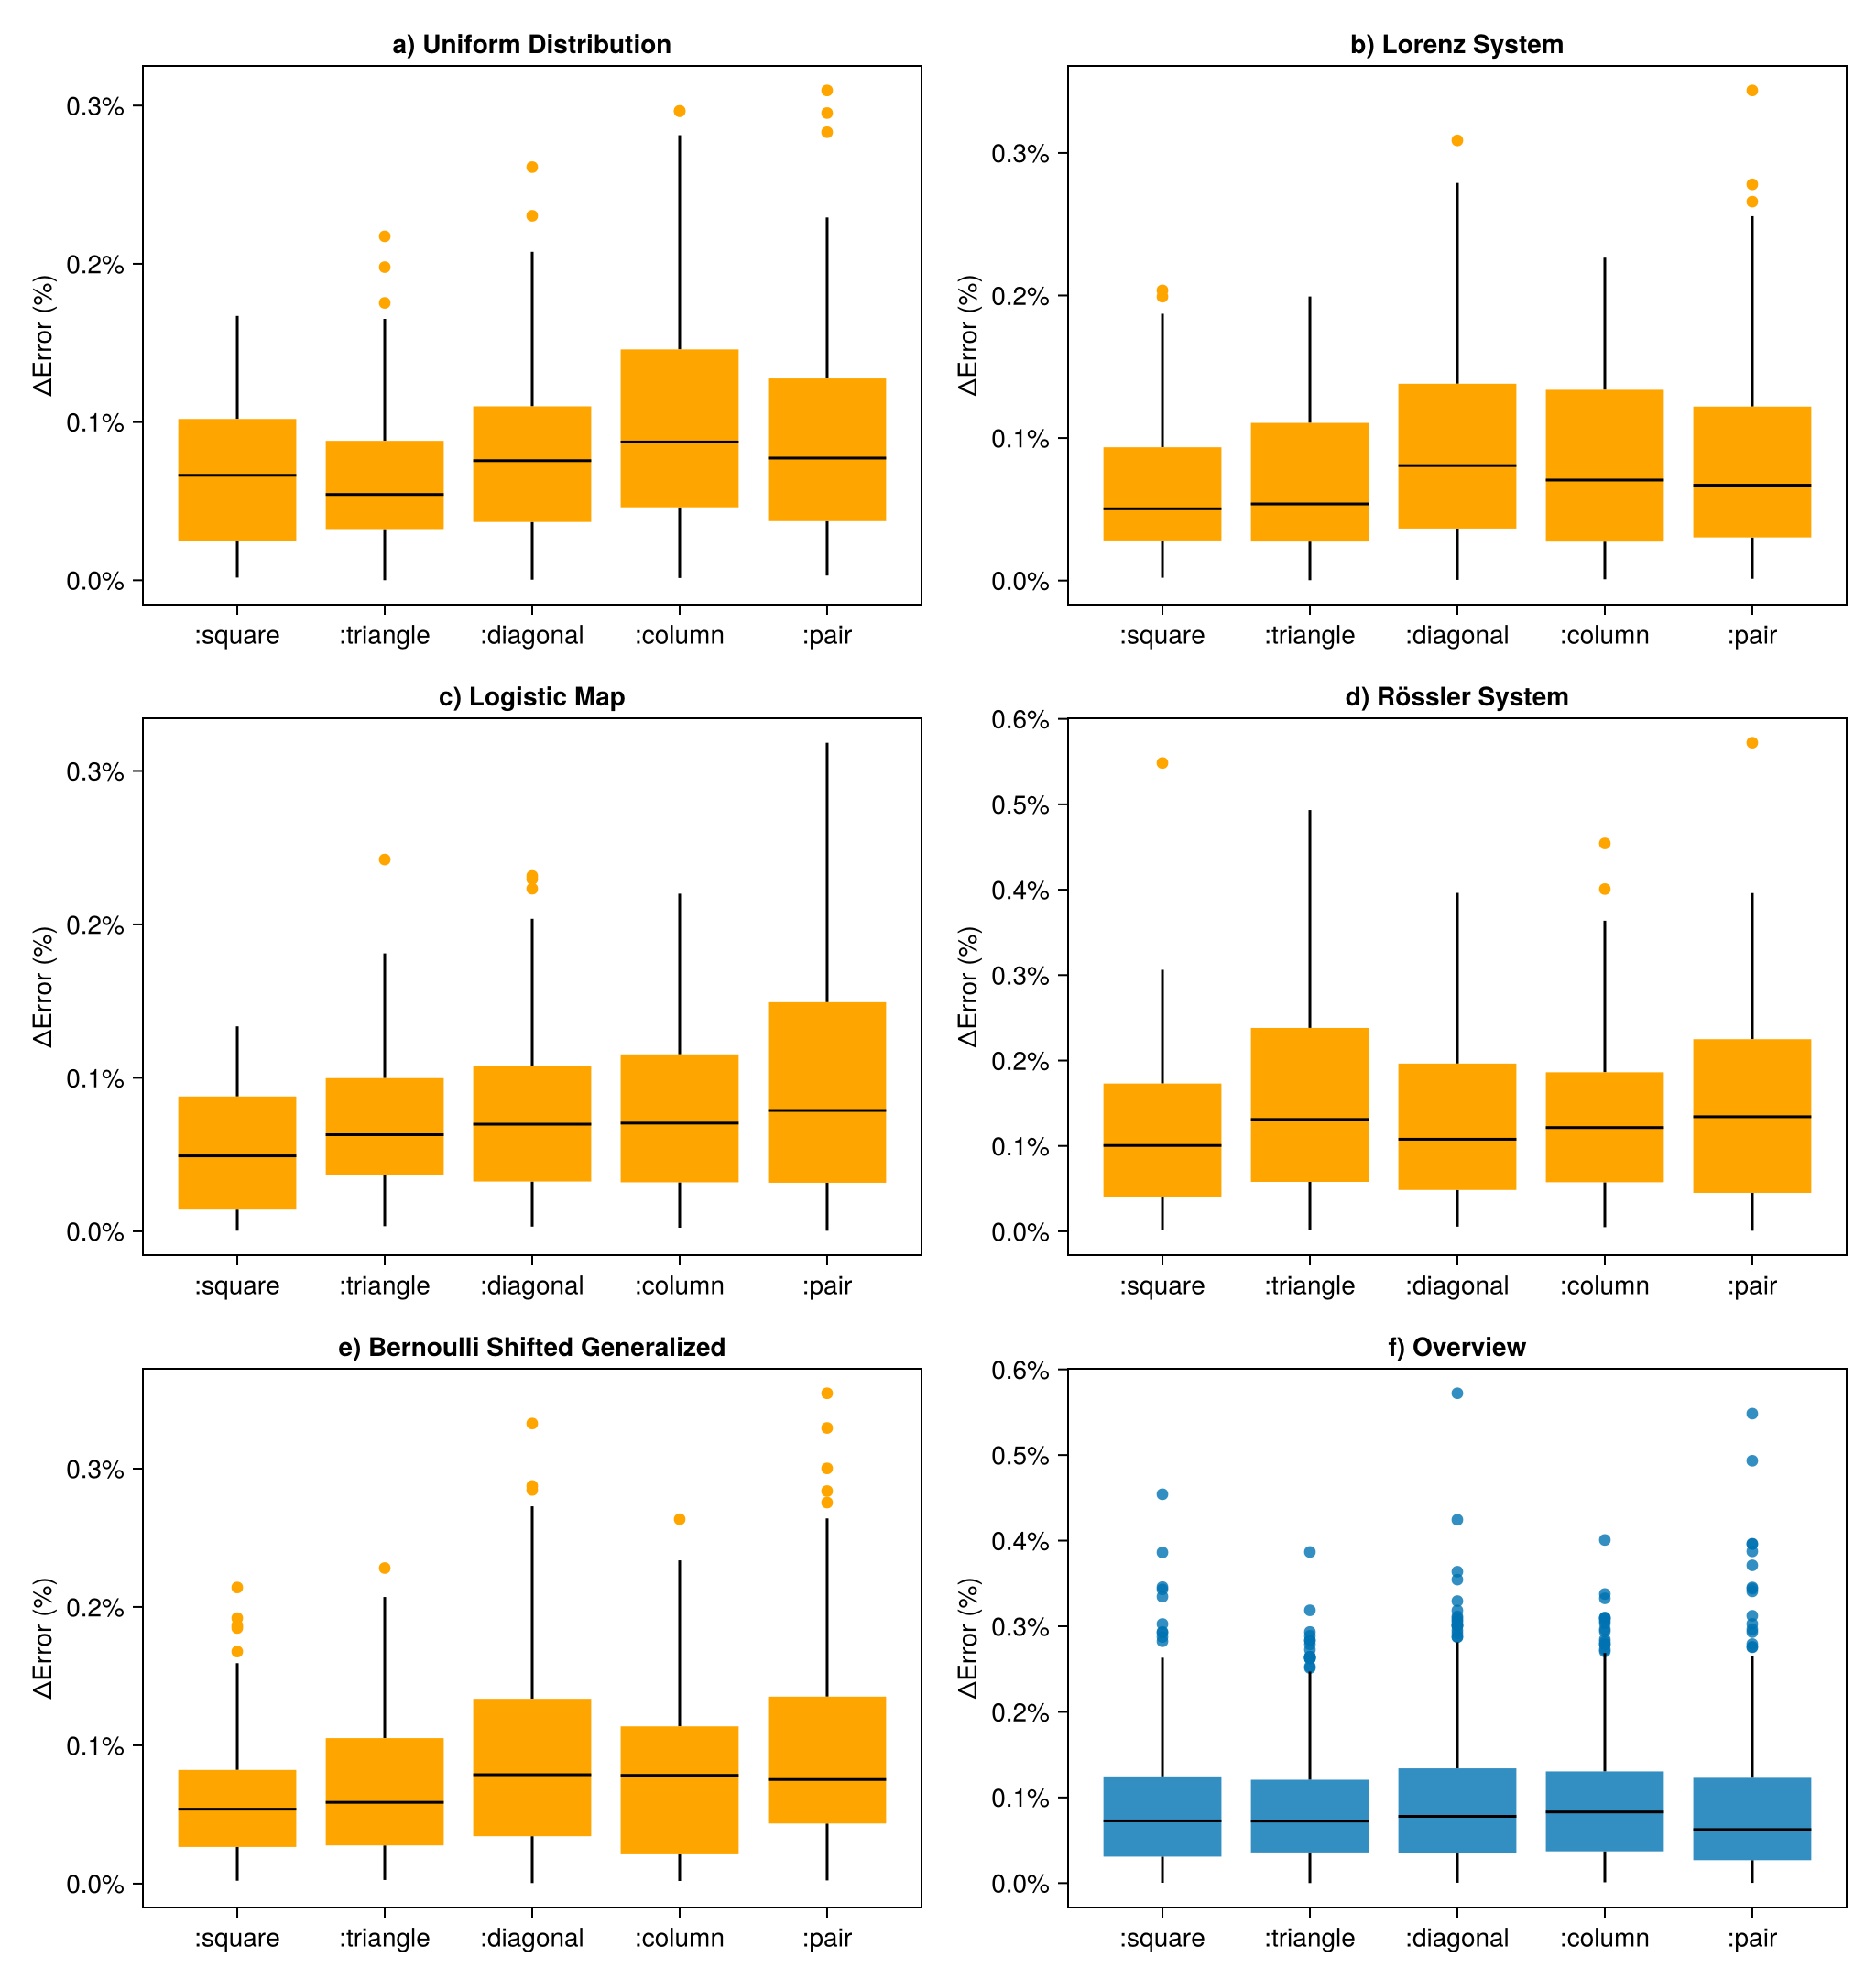 a) Uniform Distribution
ΔError (%)
0.3%
0.2%
0.1%
0.0%
:square :triangle :diagonal :column :pair
b) Lorenz System
ΔError (%)
0.3%
0.2%
0.1%
0.0%
:square :triangle :diagonal :column :pair
c) Logistic Map
ΔError (%)
0.3%
0.2%
0.1%
0.0%
:square :triangle :diagonal :column :pair
d) Rössler System
ΔError (%)
0.6%
0.5%
0.4%
0.3%
0.2%
0.1%
0.0%
:square :triangle :diagonal :column :pair
e) Bernoulli Shifted Generalized
ΔError (%)
0.3%
0.2%
0.1%
0.0%
:square :triangle :diagonal :column :pair
f) Overview
ΔError (%)
0.6%
0.5%
0.4%
0.3%
0.2%
0.1%
0.0%
:square :triangle :diagonal :column :pair